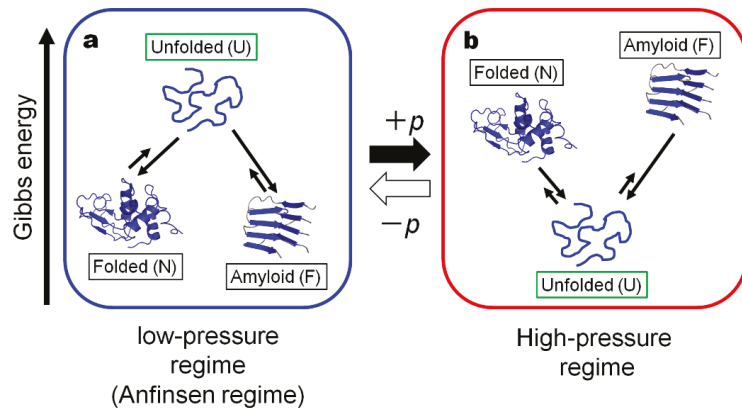 Gibbs energy
a
Unfolded (U)
Folded (N)
Amyloid (F)
low-pressure
regime
(Anfinsen regime)
+p
−p
b
Amyloid (F)
Folded (N)
Unfolded (U)
High-pressure
regime